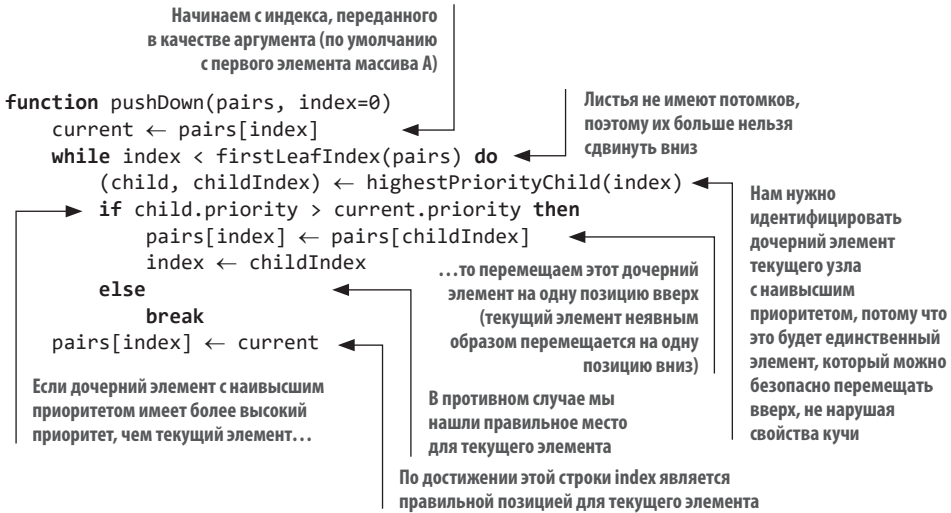 Начинаем с индекса, переданного
в качестве аргумента (по умолчанию
с первого элемента массива А)
function pushDown(pairs, index=0)
current ← pairs[index]
while index < firstLeafIndex(pairs) do
(child, childIndex) ← highestPriorityChild(index)
if child.priority > current.priority then
pairs[index] ← pairs[childIndex]
index ← childIndex
else
break
pairs[index] ← current
Листья не имеют потомков,
поэтому их больше нельзя
сдвинуть вниз
Нам нужно
идентифицировать
дочерний элемент
текущего узла
с наивысшим
приоритетом, потому что
это будет единственный
элемент, который можно
безопасно перемещать
вверх, не нарушая
свойства кучи
…то перемещаем этот дочерний
элемент на одну позицию вверх
(текущий элемент неявным
образом перемещается на одну
позицию вниз)
Если дочерний элемент с наивысшим
приоритетом имеет более высокий
приоритет, чем текущий элемент…
В противном случае мы
нашли правильное место
для текущего элемента
По достижении этой строки index является
правильной позицией для текущего элемента